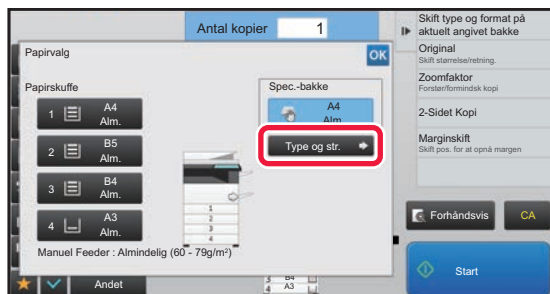 Antal kopier 1
Papirvalg
OK
Papirskuffe
1 A4
Alm.
2 B5
Alm.
3 B4
Alm.
4 A3
Alm.
Spec.-bakke
A4
Alm.
Type og str.
1
2
3
4
Manuel Feeder : Almindelig (60 - 79g/m²)
Andet
3 B4
4 A3
Skift type og format på
aktuelt angivet bakke
Original
Skift størrelse/retning.
Zoomfaktor
Forstør/formindsk kopi
2-Sidet Kopi
Marginskift
Skift pos. for at opnå margen
Forhåndsvis
CA
Start